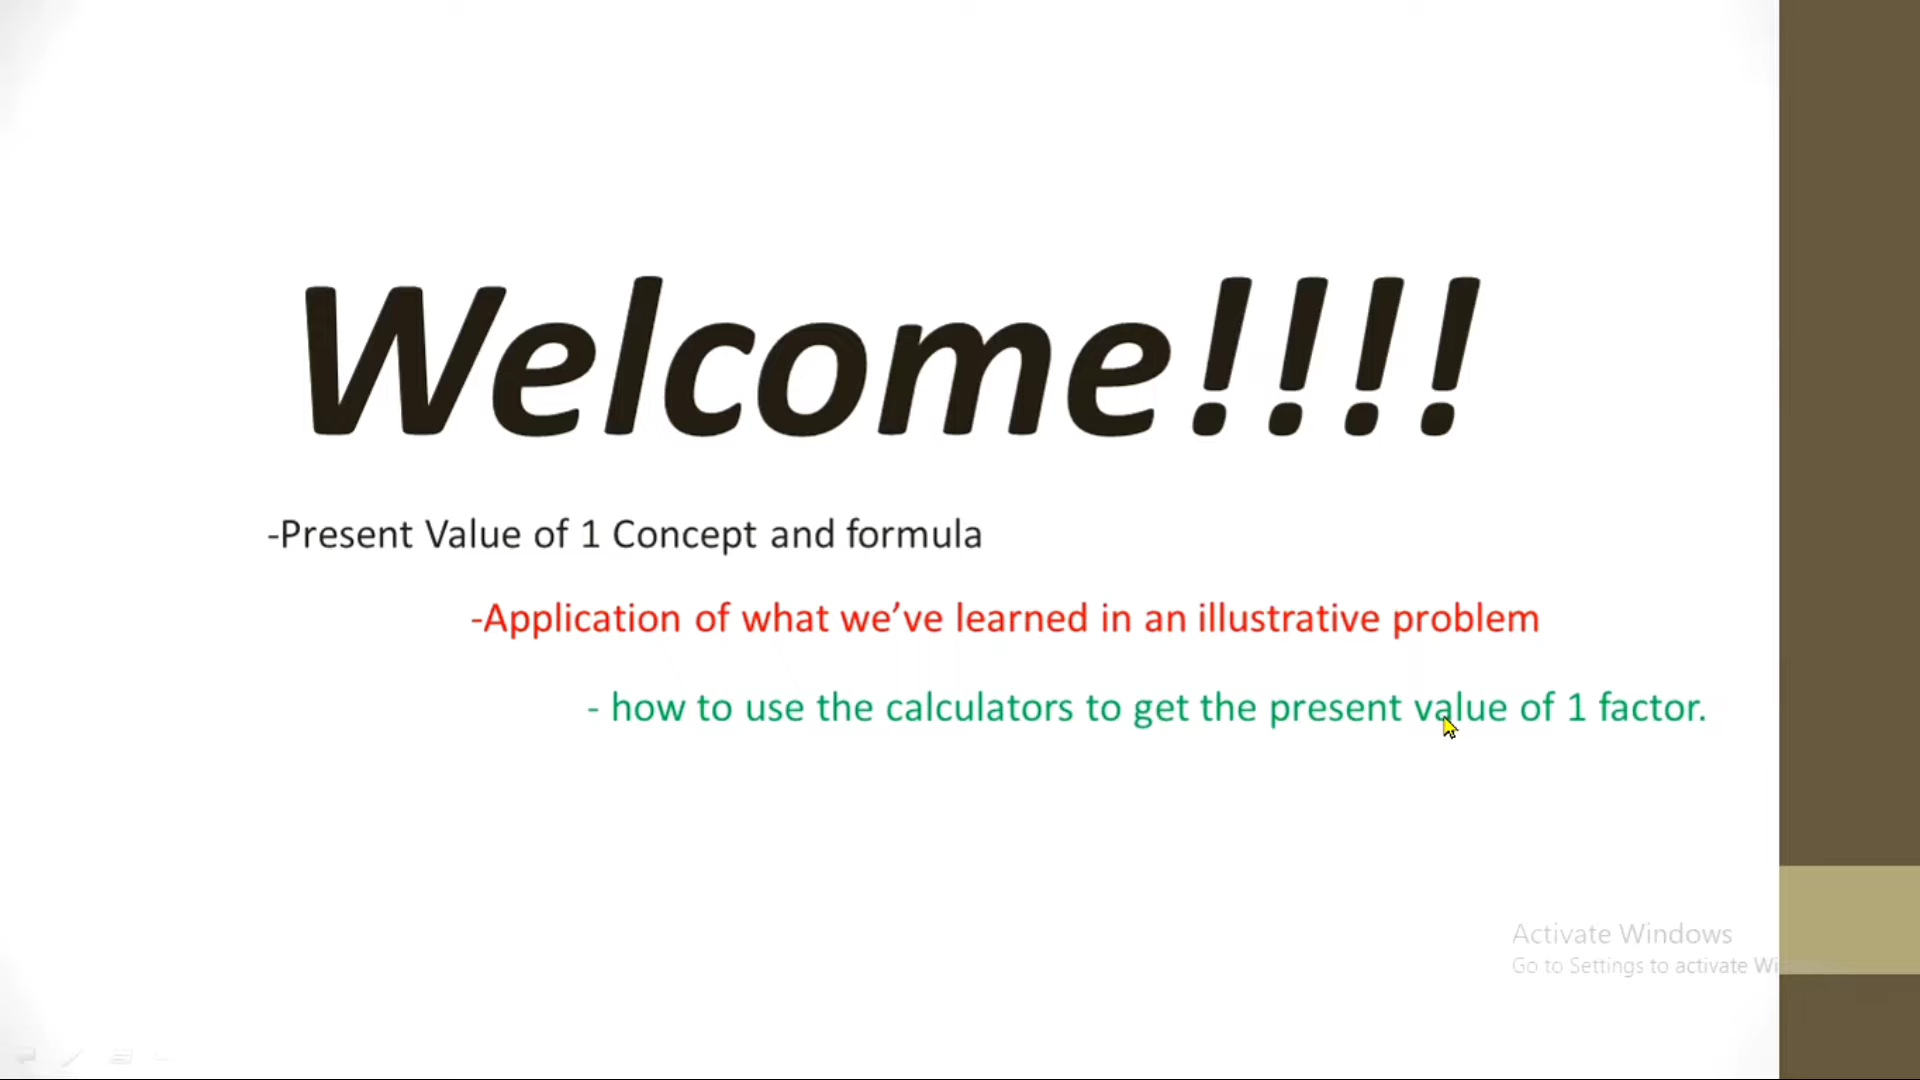 Welcome!!!!
-Present Value of 1 Concept and formula
-Application of what we’ve learned in an illustrative problem
- how to use the calculators to get the present value of 1 factor.
Activate Windows
Go to Settings to activate